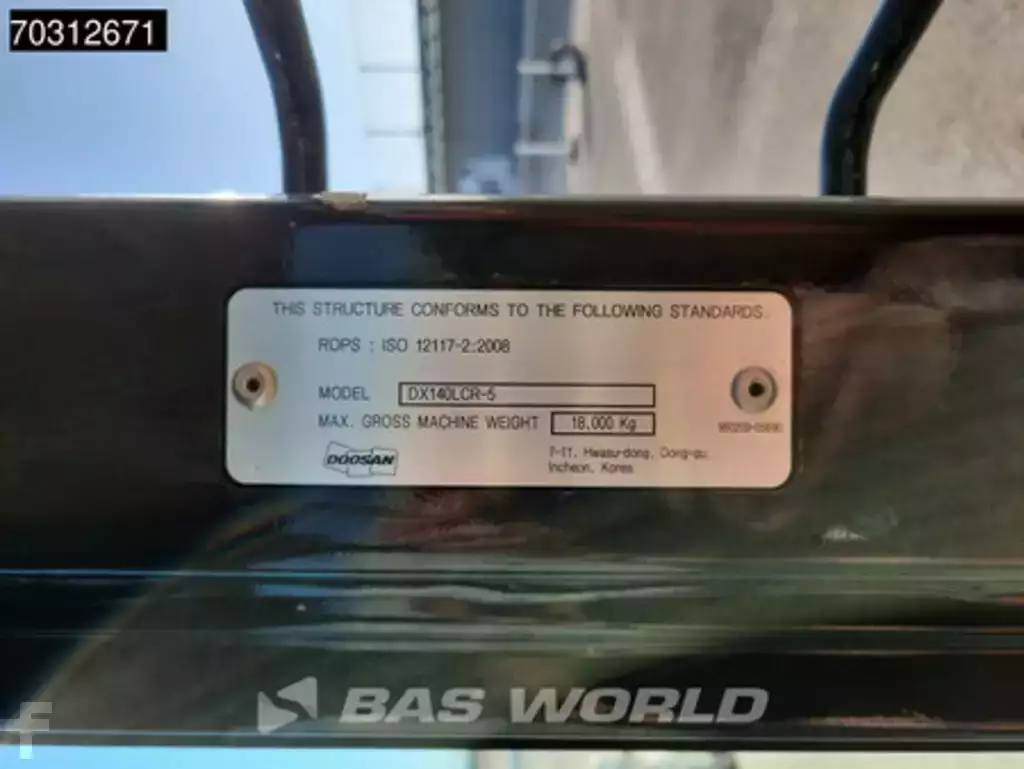 70312671
THIS STRUCTURE CONFORMS TO THE FOLLOWING STANDARDS.
ROPS : ISO 12117-2:2008
MODEL DX140LCR-5
MAX. GROSS MACHINE WEIGHT 18,000 Kg
DOOSAN
7-11, Hwasu-dong, Dong-gu,
Incheon, Korea
BAS WORLD